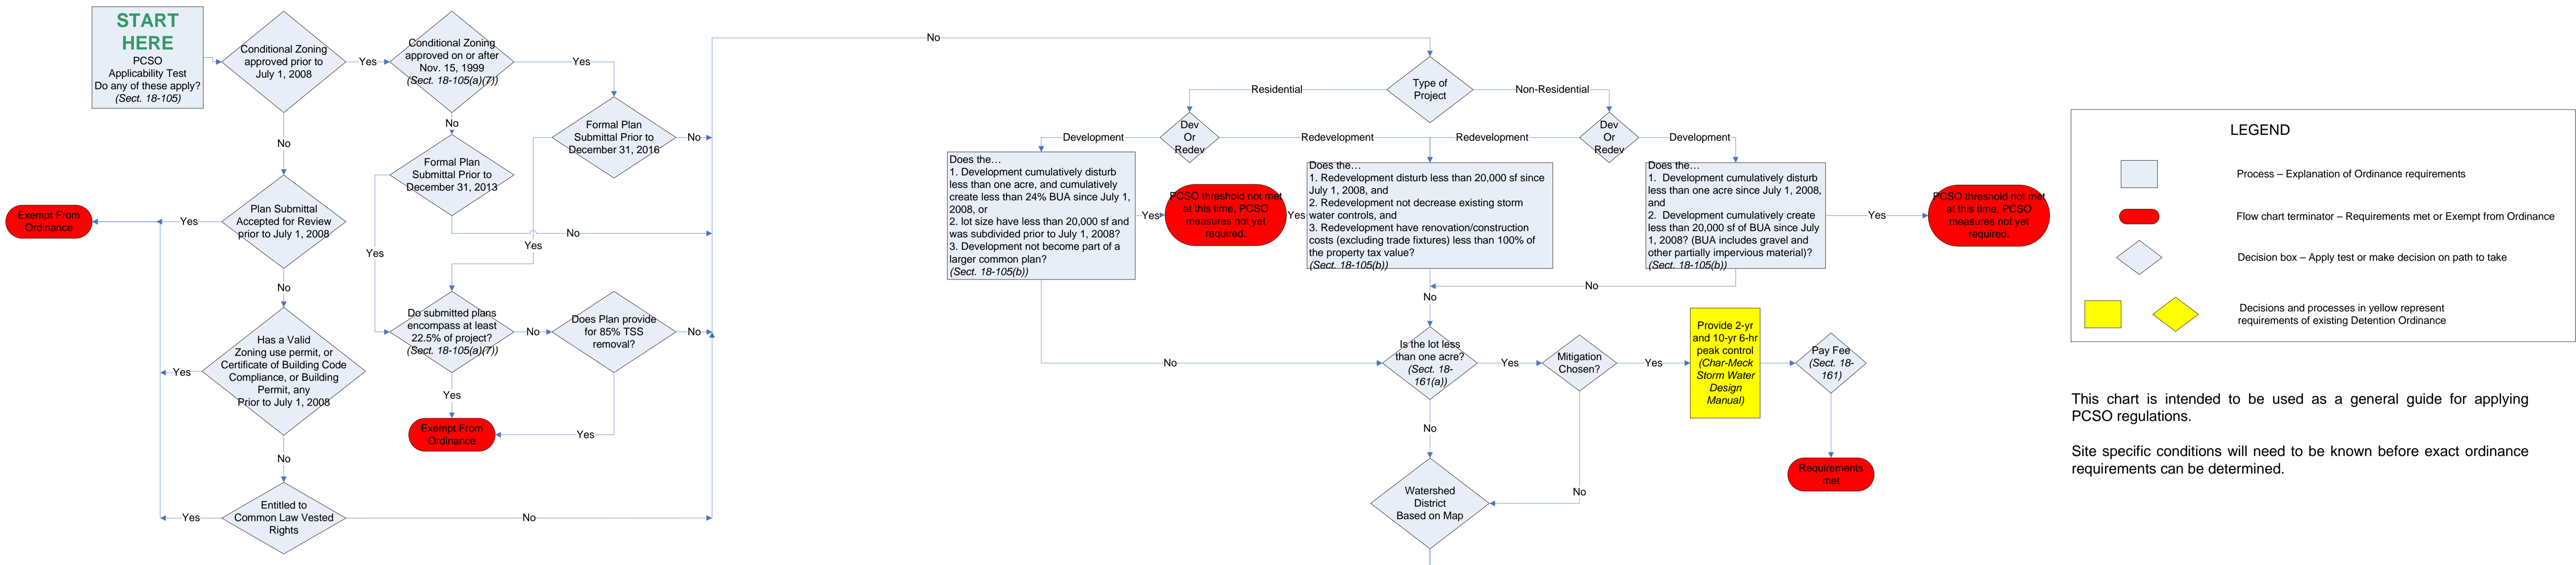 START
HERE
PCSO
Applicability Test
Do any of these apply?
(Sect. 18-105)
Conditional Zoning
approved prior to
July 1, 2008
Yes
Conditional Zoning
approved on or after
Nov. 15, 1999
(Sect. 18-105(a)(7))
Yes
No
No
Formal Plan
Submittal Prior to
December 31, 2016
No
Formal Plan
Submittal Prior to
December 31, 2013
No
Yes
Yes
Plan Submittal
Accepted for Review
prior to July 1, 2008
Yes
Exempt From
Ordinance
No
Has a Valid
Zoning use permit, or
Certificate of Building Code
Compliance, or Building
Permit, any
Prior to July 1, 2008
Yes
No
Entitled to
Common Law Vested
Rights
Yes
No
Do submitted plans
encompass at least
22.5% of project?
(Sect. 18-105(a)(7))
No
Does Plan provide
for 85% TSS
removal?
No
Yes
Yes
Exempt From
Ordinance
No
Type of
Project
Residential
Non-Residential
Dev
Or
Redev
Dev
Or
Redev
Development
Redevelopment
Redevelopment
Development
Does the…
1. Development cumulatively disturb
less than one acre, and cumulatively
create less than 24% BUA since July 1,
2008, or
2. lot size have less than 20,000 sf and
was subdivided prior to July 1, 2008?
3. Development not become part of a
larger common plan?
(Sect. 18-105(b))
Yes
PCSO threshold not met
at this time, PCSO
measures not yet
required.
Yes
Does the…
1. Redevelopment disturb less than 20,000 sf since
July 1, 2008, and
2. Redevelopment not decrease existing storm
water controls, and
3. Redevelopment have renovation/construction
costs (excluding trade fixtures) less than 100% of
the property tax value?
(Sect. 18-105(b))
Does the…
1. Development cumulatively disturb
less than one acre since July 1, 2008,
and
2. Development cumulatively create
less than 20,000 sf of BUA since July
1, 2008? (BUA includes gravel and
other partially impervious material)?
(Sect. 18-105(b))
Yes
PCSO threshold not met
at this time, PCSO
measures not yet
required.
No
No
No
Is the lot less
than one acre?
(Sect. 18-
161(a))
Yes
Mitigation
Chosen?
Yes
Provide 2-yr
and 10-yr 6-hr
peak control
(Char-Meck
Storm Water
Design
Manual)
Pay Fee
(Sect. 18-
161)
Requirements
met
No
No
Watershed
District
Based on Map
LEGEND
Process – Explanation of Ordinance requirements
Flow chart terminator – Requirements met or Exempt from Ordinance
Decision box – Apply test or make decision on path to take
Decisions and processes in yellow represent
requirements of existing Detention Ordinance
This chart is intended to be used as a general guide for applying
PCSO regulations.
Site specific conditions will need to be known before exact ordinance
requirements can be determined.